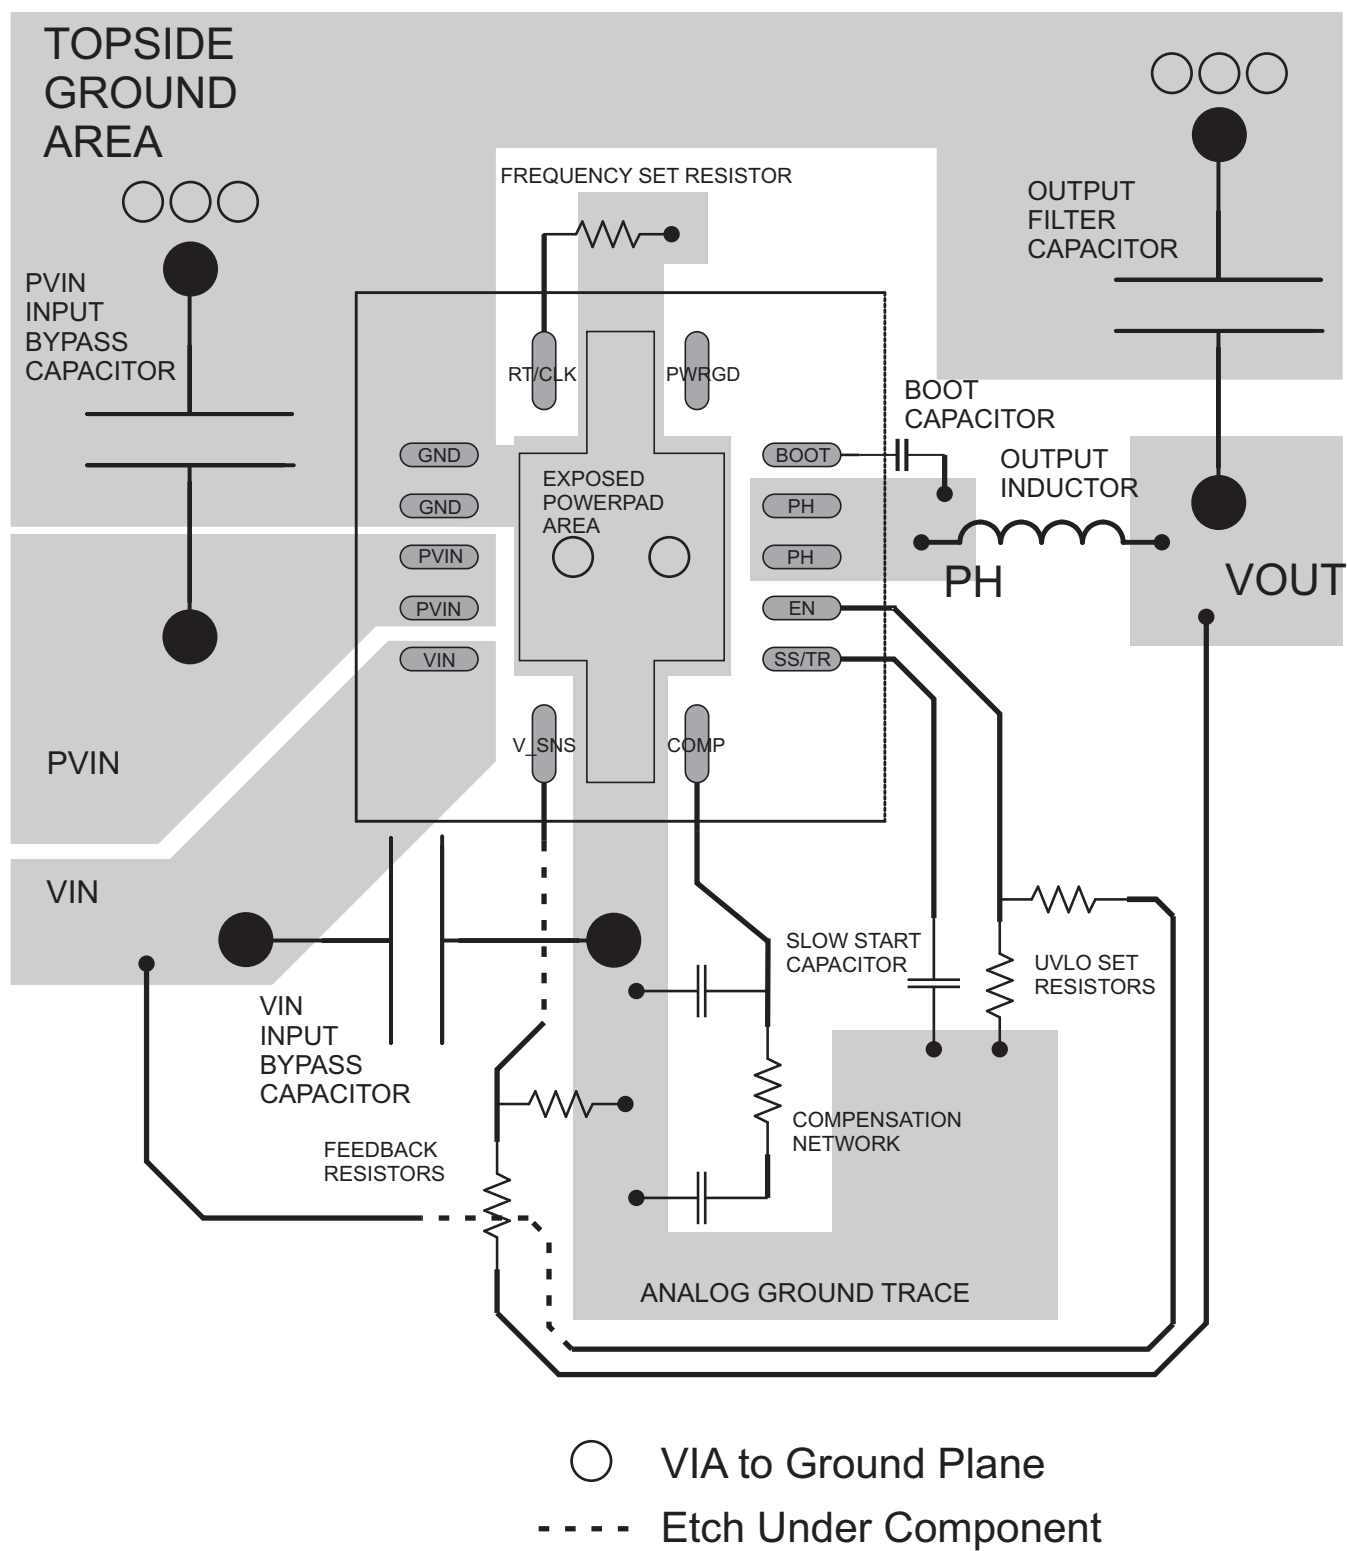 TOPSIDE
GROUND
AREA
FREQUENCY SET RESISTOR
OUTPUT
FILTER
CAPACITOR
PVIN
INPUT
BYPASS
CAPACITOR
RT/CLK
PWRGD
BOOT
CAPACITOR
GND
BOOT
OUTPUT
INDUCTOR
EXPOSED
POWERPAD
AREA
GND
PH
PVIN
PH
PH
VOUT
PVIN
EN
VIN
SS/TR
V_SNS
COMP
PVIN
VIN
SLOW START
CAPACITOR
UVLO SET
RESISTORS
VIN
INPUT
BYPASS
CAPACITOR
COMPENSATION
NETWORK
FEEDBACK
RESISTORS
ANALOG GROUND TRACE
VIA to Ground Plane
Etch Under Component